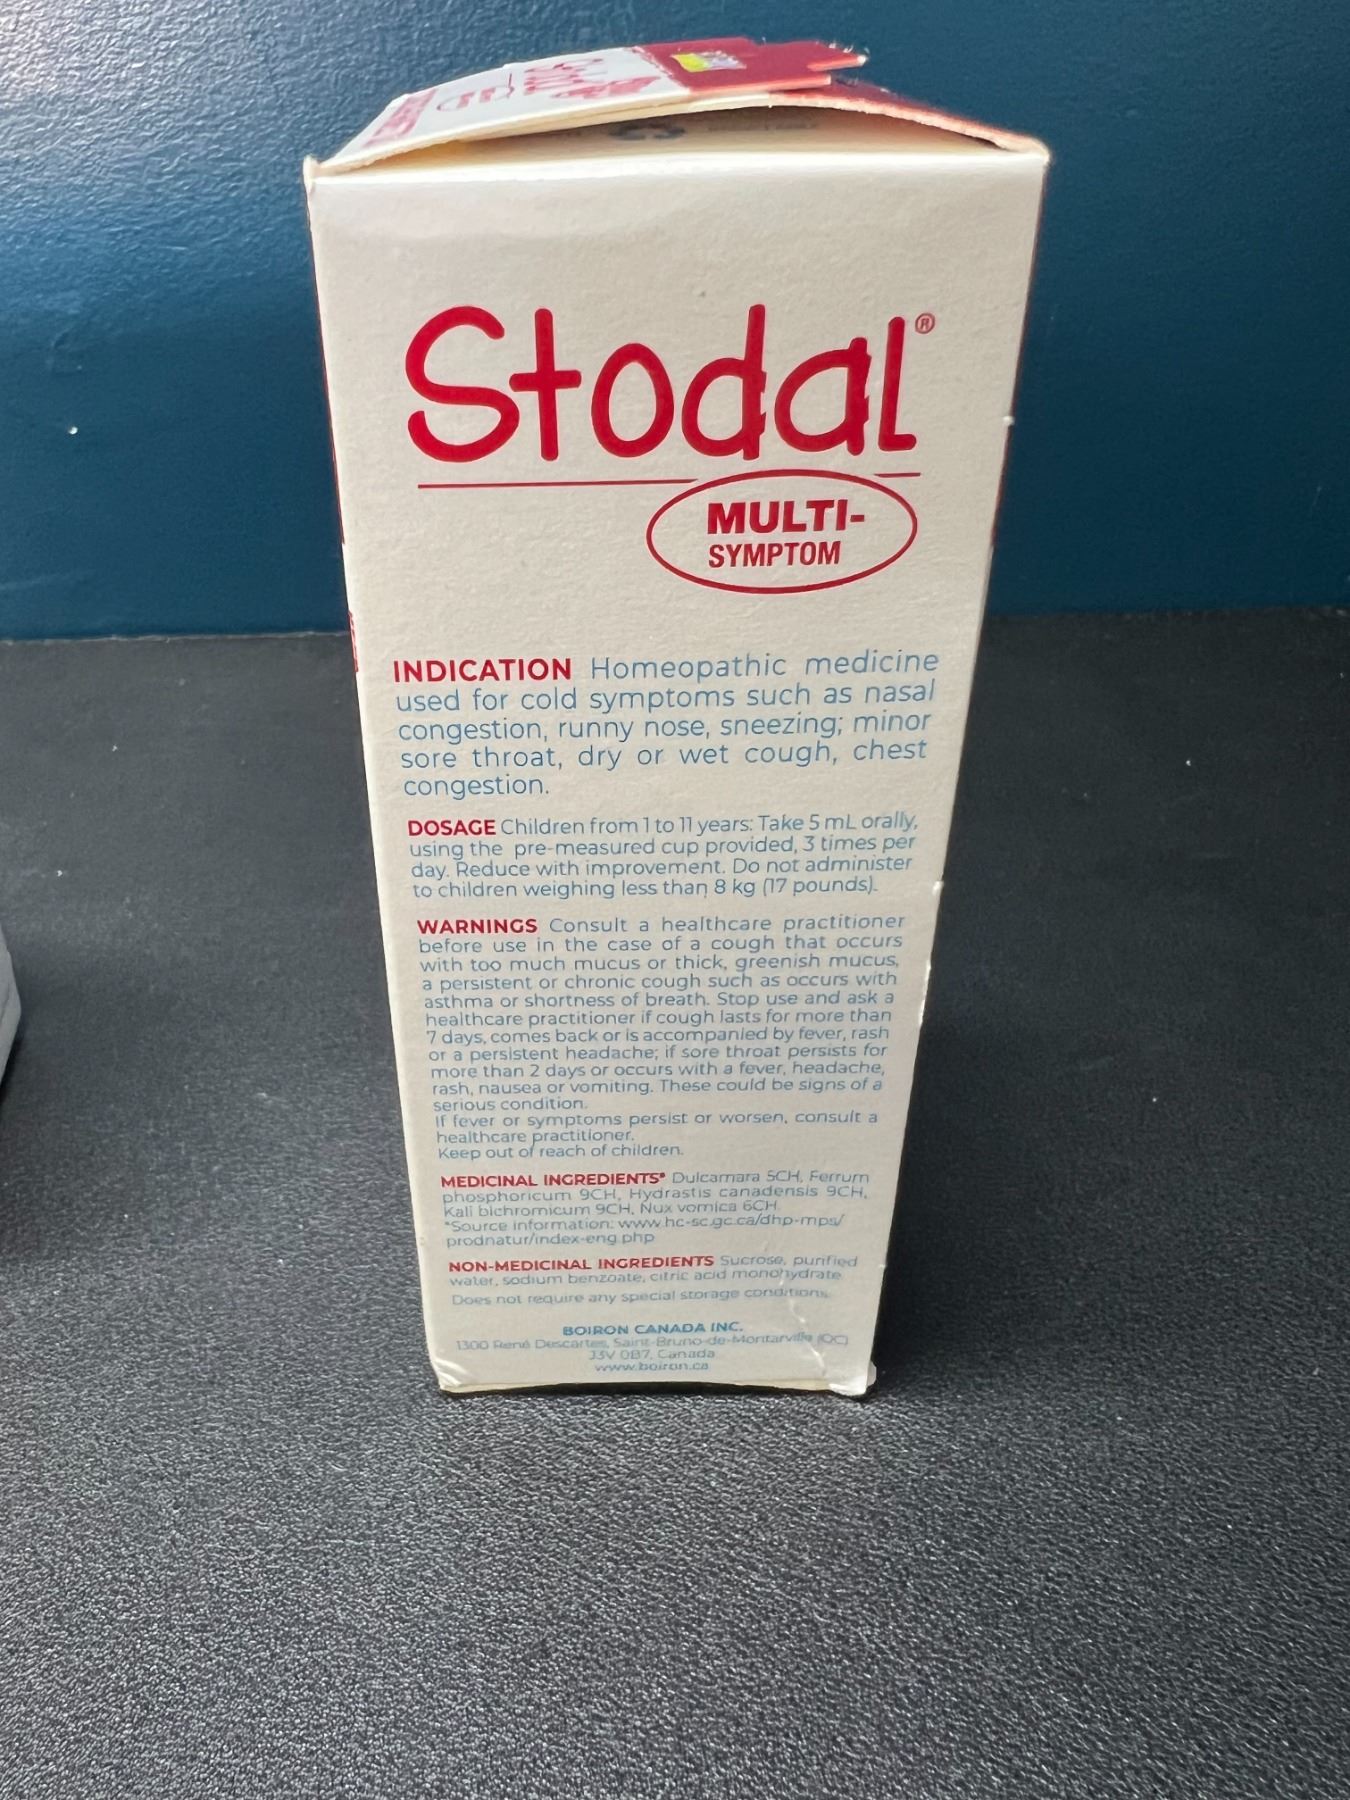 Stodal®
MULTI-
SYMPTOM
INDICATION Homeopathic medicine
used for cold symptoms such as nasal
congestion, runny nose, sneezing; minor
sore throat, dry or wet cough, chest
congestion.
DOSAGE Children from 1 to 11 years: Take 5 mL orally,
using the pre-measured cup provided, 3 times per
day. Reduce with improvement. Do not administer
to children weighing less than 8 kg (17 pounds).
WARNINGS Consult a healthcare practitioner
before use in the case of a cough that occurs
with too much mucus or thick, greenish mucus,
a persistent or chronic cough such as occurs with
asthma or shortness of breath. Stop use and ask a
healthcare practitioner if cough lasts for more than
7 days, comes back or is accompanied by fever, rash
or a persistent headache; if sore throat persists for
more than 2 days or occurs with a fever, headache,
rash, nausea or vomiting. These could be signs of a
serious condition.
If fever or symptoms persist or worsen, consult a
healthcare practitioner.
Keep out of reach of children.
MEDICINAL INGREDIENTS* Dulcamara 5CH, Ferrum
phosphoricum 9CH, Hydrastis canadensis 9CH,
Kali bichromicum 9CH, Nux vomica 6CH.
*Source information: www.hc-sc.gc.ca/dhp-mps/
prodnatur/index-eng.php
NON-MEDICINAL INGREDIENTS Sucrose, purified
water, sodium benzoate, citric acid monohydrate
Does not require any special storage conditions.
BOIRON CANADA INC.
1300 René Descartes, Saint-Bruno-de-Montarville (QC)
J3V 0B7, Canada
www.boiron.ca